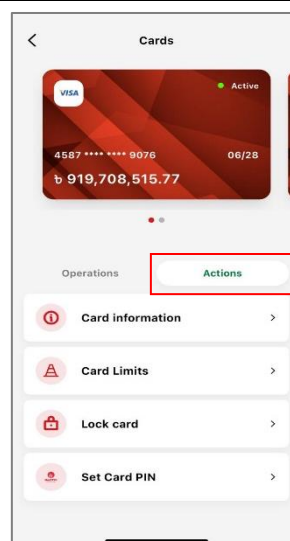 Cards
VISA
Active
4587 **** **** 9076 06/28
৳ 919,708,515.77
Operations Actions
Card information
Card Limits
Lock card
Set Card PIN